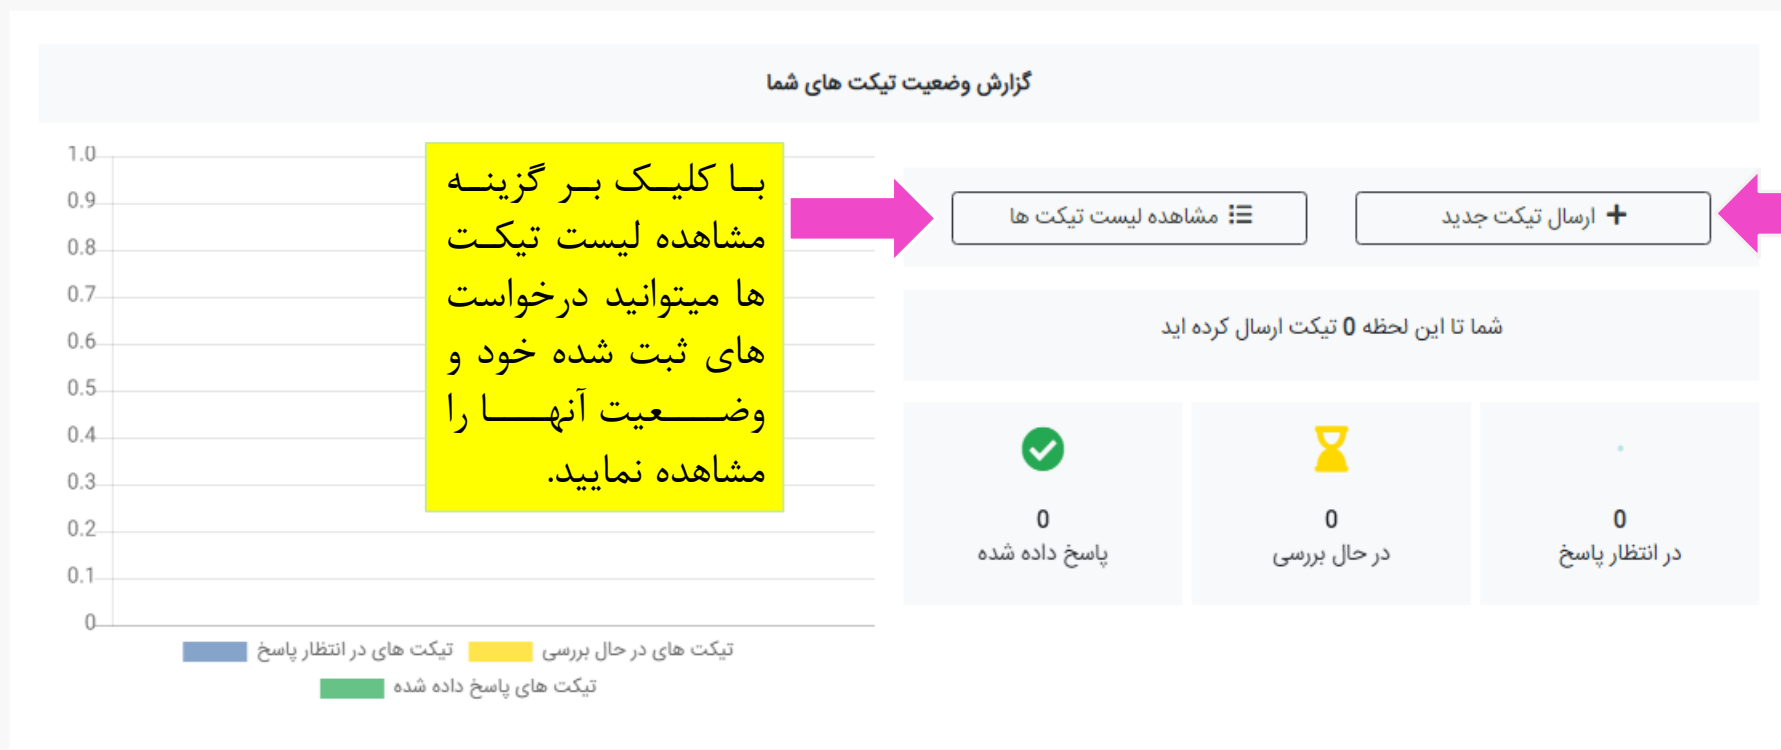 گزارش وضعیت تیکت های شما
ارسال تیکت جدید
مشاهده لیست تیکت ها
شما تا این لحظه 0 تیکت ارسال کرده اید
0
در انتظار پاسخ
0
در حال بررسی
0
پاسخ داده شده
با کلیک بر گزینه
مشاهده لیست تیکت
ها میتوانید درخواست
های ثبت شده خود و
وضعیت آنها را
مشاهده نمایید.
1.0
0.9
0.8
0.7
0.6
0.5
0.4
0.3
0.2
0.1
0
تیکت های در حال بررسی تیکت های در انتظار پاسخ
تیکت های پاسخ داده شده